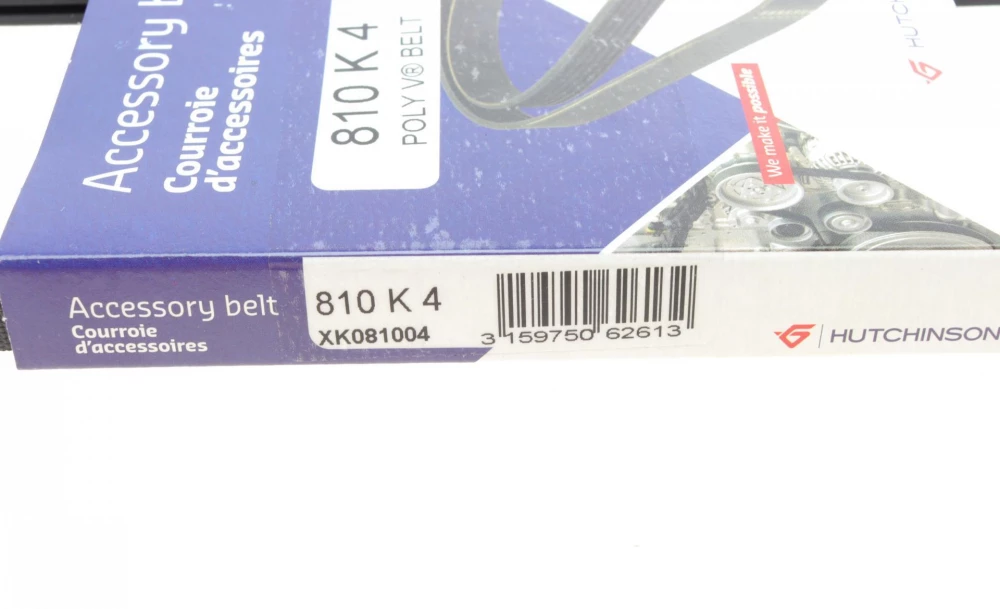 Accessory
Courroie
d'accessoires
810 K 4
POLY V® BELT
We make it possible
Accessory belt
Courroie
d'accessoires
810 K 4
XK081004
3 159750 62613
HUTCHINSON